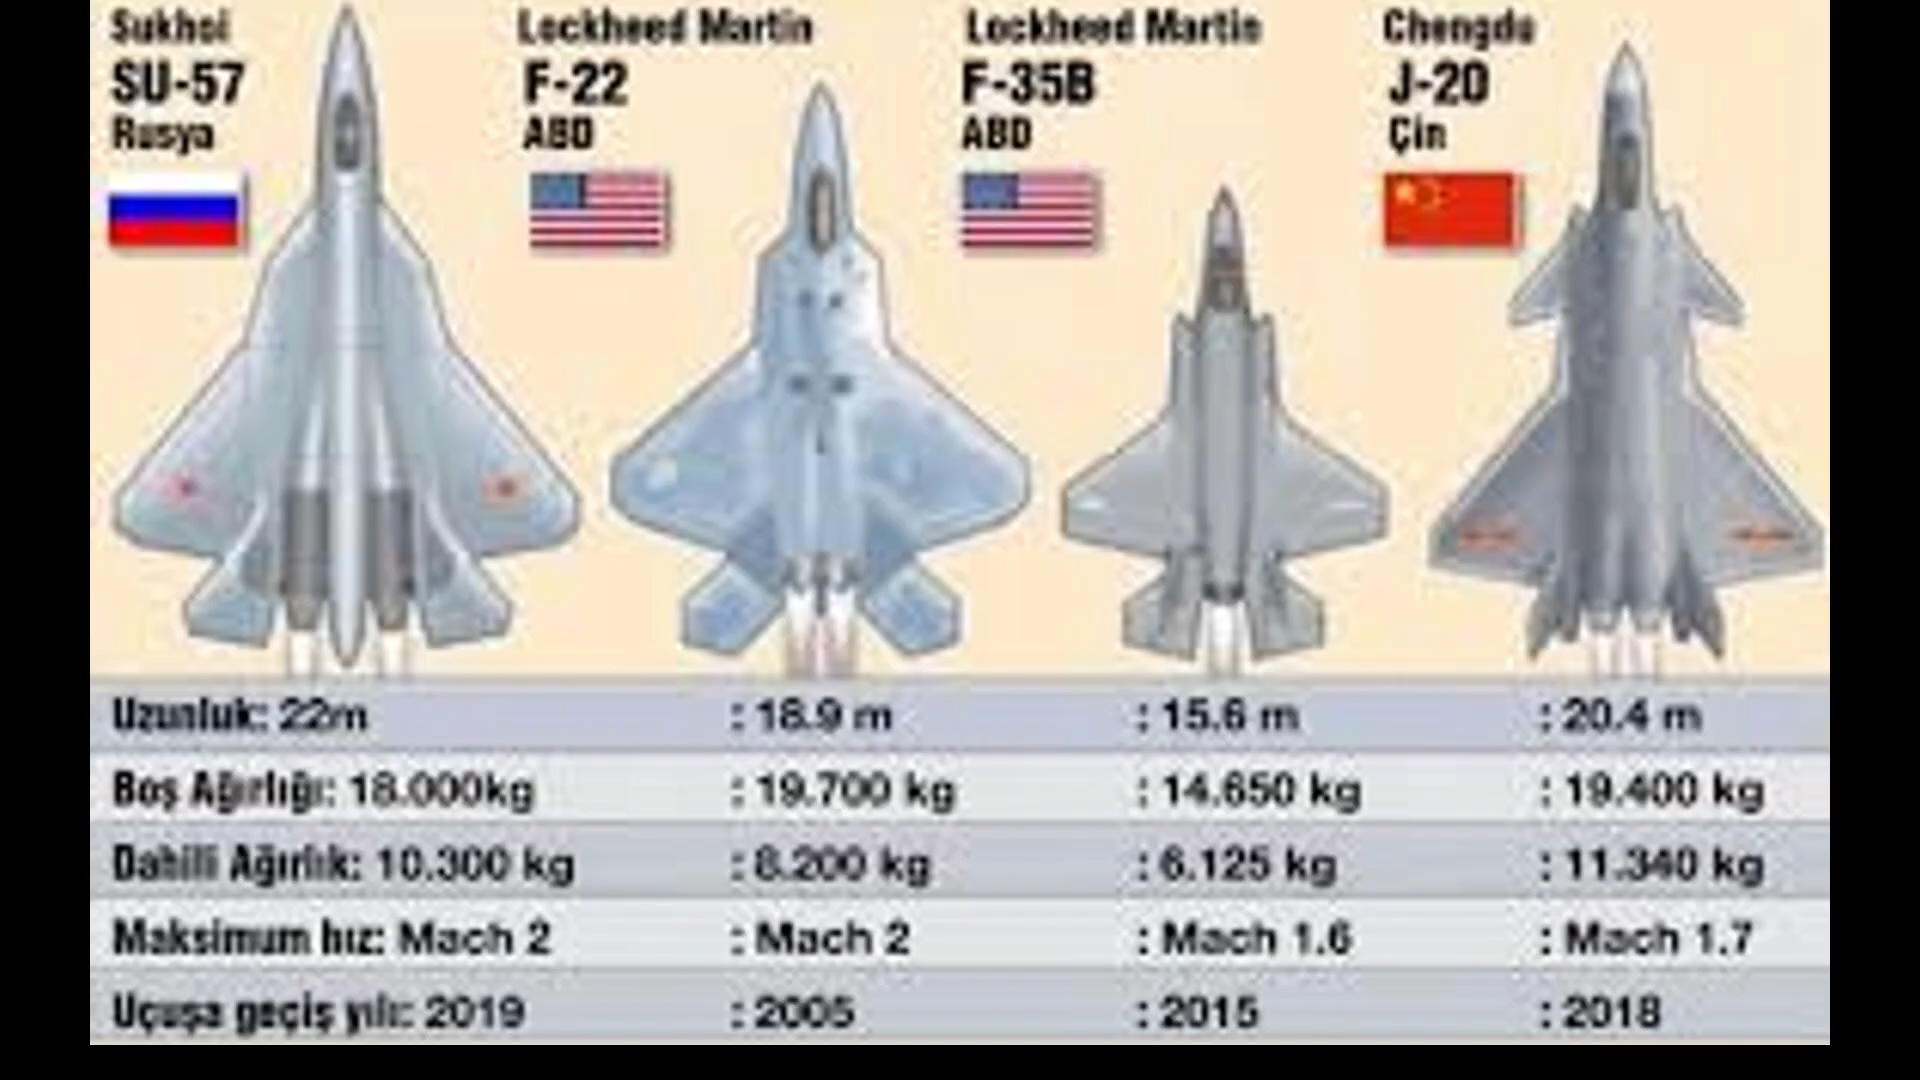 Sukhoi
SU-57
Rusya
Lockheed Martin
F-22
ABD
Lockheed Martin
F-35B
ABD
Chengdu
J-20
Çin
Uzunluk: 22m : 18.9 m : 15.6 m : 20.4 m
Boş Ağırlığı: 18.000kg : 19.700 kg : 14.650 kg : 19.400 kg
Dahili Ağırlık: 10.300 kg : 8.200 kg : 6.125 kg : 11.340 kg
Maksimum hız: Mach 2 : Mach 2 : Mach 1.6 : Mach 1.7
Uçuşa geçiş yılı: 2019 : 2005 : 2015 : 2018